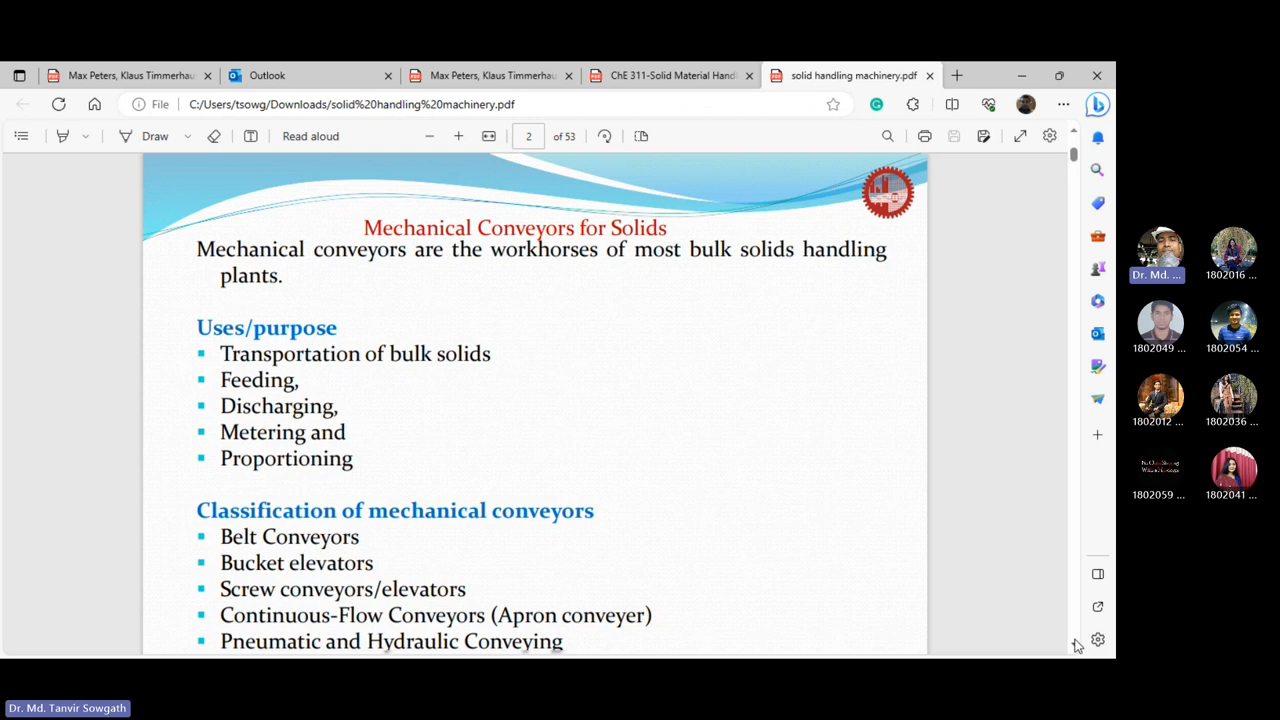 Max Peters, Klaus Timmerhau
Outlook
Max Peters, Klaus Timmerhau
ChE 311-Solid Material Handl
solid handling machinery.pdf
File
C:/Users/tsowg/Downloads/solid%20handling%20machinery.pdf
Draw
Read aloud
2
of 53
Mechanical Conveyors for Solids
Mechanical conveyors are the workhorses of most bulk solids handling
plants.
Uses/purpose
Transportation of bulk solids
Feeding,
Discharging,
Metering and
Proportioning
Classification of mechanical conveyors
Belt Conveyors
Bucket elevators
Screw conveyors/elevators
Continuous-Flow Conveyors (Apron conveyer)
Pneumatic and Hydraulic Conveying
Dr. Md. ...
1802016 ...
1802049 ...
1802054 ...
1802012 ...
1802036 ...
1802059 ...
1802041 ...
Dr. Md. Tanvir Sowgath